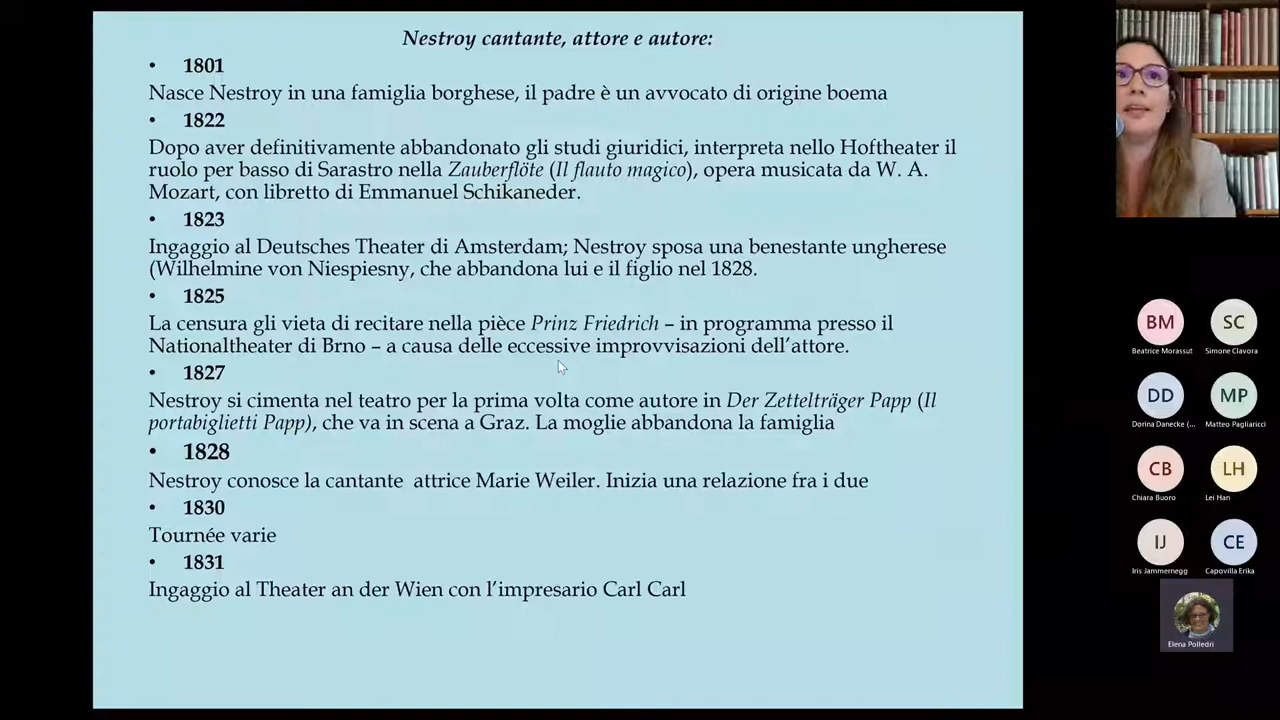 Nestroy cantante, attore e autore:
• 1801
Nasce Nestroy in una famiglia borghese, il padre è un avvocato di origine boema
• 1822
Dopo aver definitivamente abbandonato gli studi giuridici, interpreta nello Hoftheater il
ruolo per basso di Sarastro nella Zauberflöte (Il flauto magico), opera musicata da W. A.
Mozart, con libretto di Emmanuel Schikaneder.
• 1823
Ingaggio al Deutsches Theater di Amsterdam; Nestroy sposa una benestante ungherese
(Wilhelmine von Niespiesny, che abbandona lui e il figlio nel 1828.
• 1825
La censura gli vieta di recitare nella pièce Prinz Friedrich – in programma presso il
Nationaltheater di Brno – a causa delle eccessive improvvisazioni dell’attore.
• 1827
Nestroy si cimenta nel teatro per la prima volta come autore in Der Zettelträger Papp (Il
portabiglietti Papp), che va in scena a Graz. La moglie abbandona la famiglia
• 1828
Nestroy conosce la cantante  attrice Marie Weiler. Inizia una relazione fra i due
• 1830
Tournée varie
• 1831
Ingaggio al Theater an der Wien con l’impresario Carl Carl
BM SC
Beatrice Morassut Simone Clavora
DD MP
Dorina Danecke (... Matteo Pagliaricci
CB LH
Chiara Buoro Lei Han
IJ CE
Iris Jammernegg Capovilla Erika
Elena Polledri